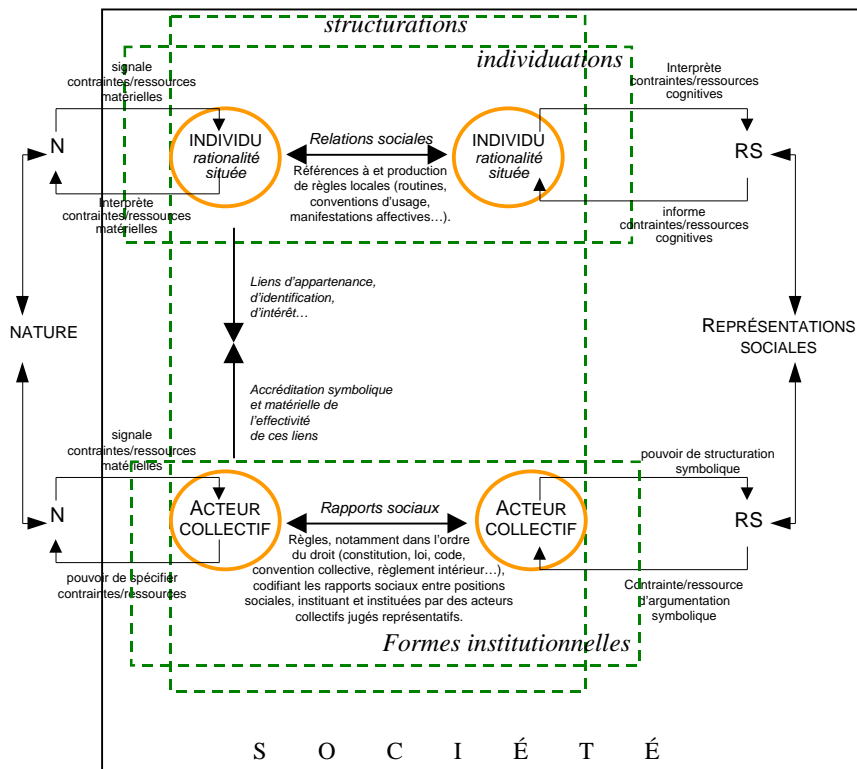 structurations
individuations
signale
contraintes/ressources
matérielles
Interprète
contraintes/ressources
cognitives
N
INDIVIDU
rationalité
située
Relations sociales
Références à et production
de règles locales (routines,
conventions d'usage,
manifestations affectives…).
INDIVIDU
rationalité
située
RS
Interprète
contraintes/ressources
matérielles
informe
contraintes/ressources
cognitives
Liens d'appartenance,
d'identification,
d'intérêt…
NATURE
REPRÉSENTATIONS
SOCIALES
Accréditation symbolique
et matérielle de
l'effectivité
de ces liens
signale
contraintes/ressources
matérielles
pouvoir de structuration
symbolique
N
ACTEUR
COLLECTIF
Rapports sociaux
Règles, notamment dans l'ordre
du droit (constitution, loi, code,
convention collective, règlement intérieur…),
codifiant les rapports sociaux entre positions
sociales, instituant et instituées par des acteurs
collectifs jugés représentatifs.
ACTEUR
COLLECTIF
RS
pouvoir de spécifier
contraintes/ressources
Contrainte/ressource
d'argumentation
symbolique
Formes institutionnelles
S O C I É T É